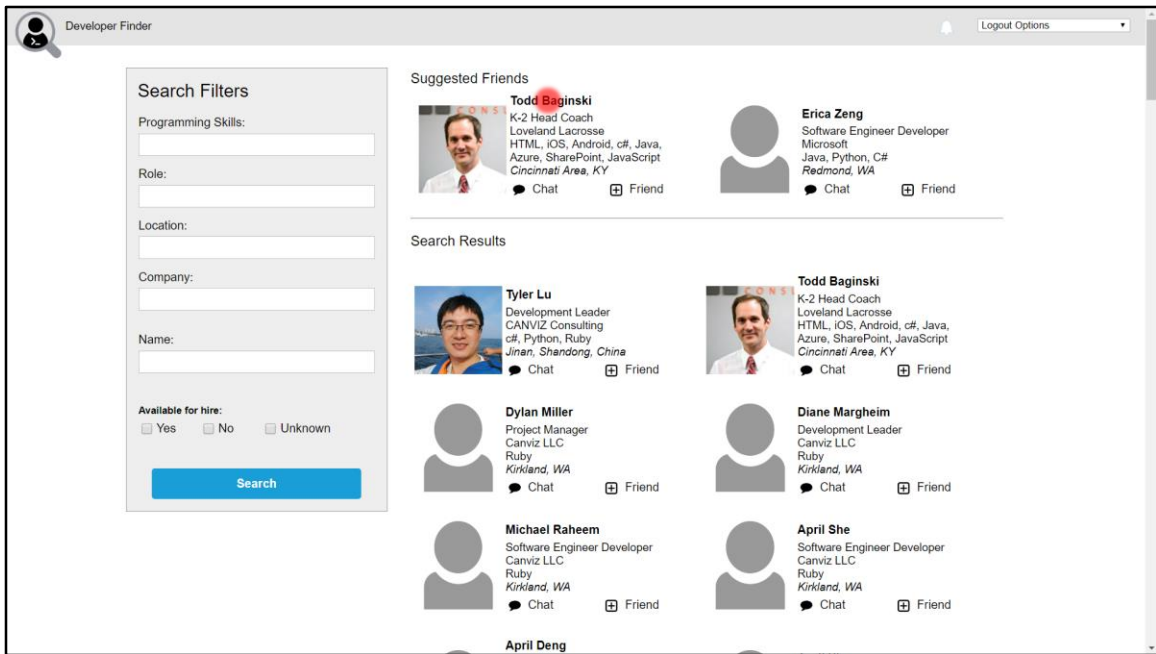 Developer Finder
Logout Options
Search Filters
Programming Skills:
Role:
Location:
Company:
Name:
Available for hire:
Yes No Unknown
Search
Suggested Friends
Todd Baginski
K-2 Head Coach
Loveland Lacrosse
HTML, iOS, Android, c#, Java,
Azure, SharePoint, JavaScript
Cincinnati Area, KY
Chat Friend
Erica Zeng
Software Engineer Developer
Microsoft
Java, Python, C#
Redmond, WA
Chat Friend
Search Results
Tyler Lu
Development Leader
CANVIZ Consulting
c#, Python, Ruby
Jinan, Shandong, China
Chat Friend
Todd Baginski
K-2 Head Coach
Loveland Lacrosse
HTML, iOS, Android, c#, Java,
Azure, SharePoint, JavaScript
Cincinnati Area, KY
Chat Friend
Dylan Miller
Project Manager
Canviz LLC
Ruby
Kirkland, WA
Chat Friend
Diane Margheim
Development Leader
Canviz LLC
Ruby
Kirkland, WA
Chat Friend
Michael Raheem
Software Engineer Developer
Canviz LLC
Ruby
Kirkland, WA
Chat Friend
April She
Software Engineer Developer
Canviz LLC
Ruby
Kirkland, WA
Chat Friend
April Deng